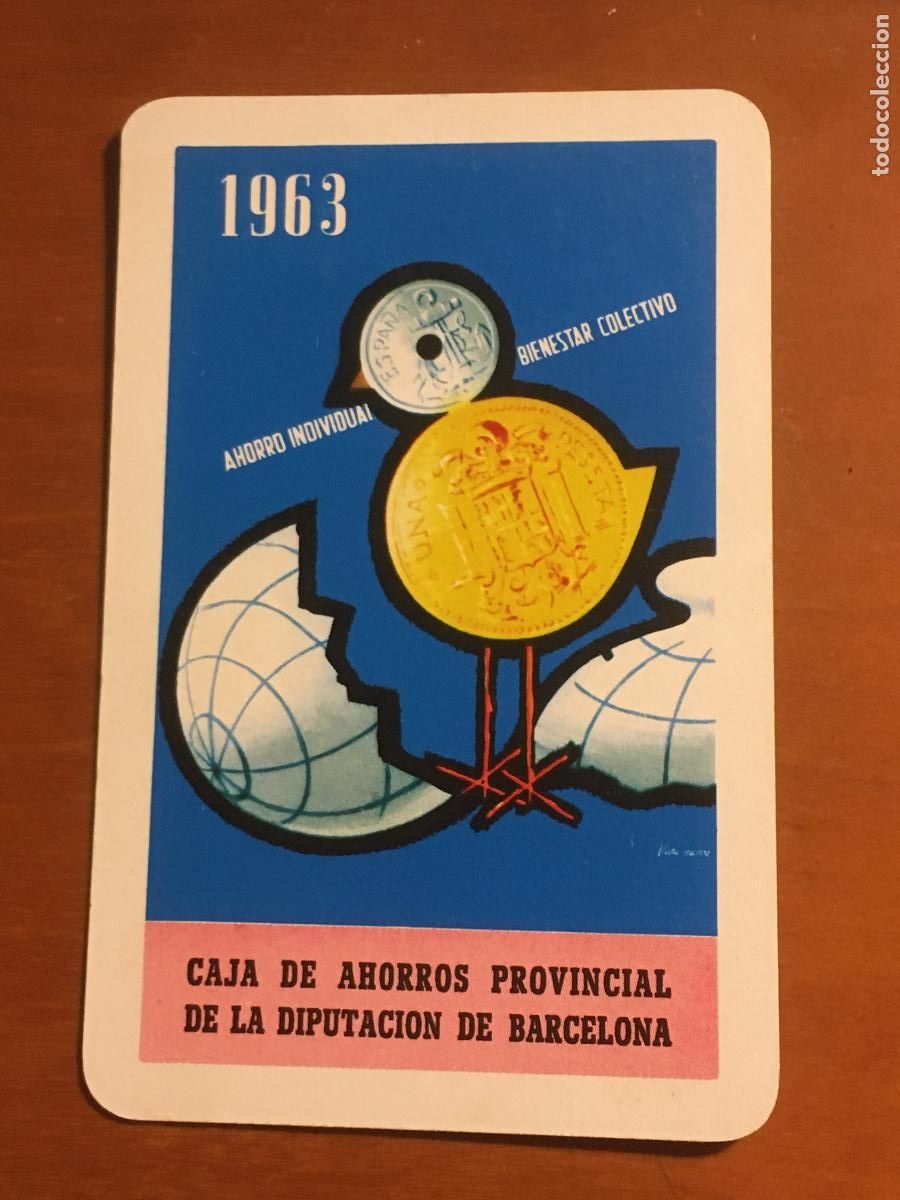 todocoleccion
1963
BIENESTAR COLECTIVO
AHORRO INDIVIDUAL
ESPAÑA
UNA PESETA
CAJA DE AHORROS PROVINCIAL
DE LA DIPUTACION DE BARCELONA